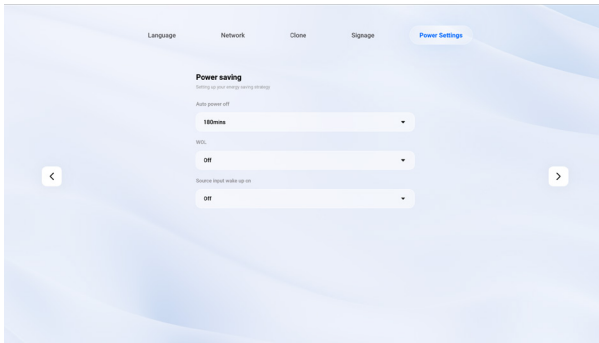 Language
Network
Clone
Signage
Power Settings
Power saving
Setting up your energy saving strategy
Auto power off
180mins
WOL
Off
Source input wake up on
Off